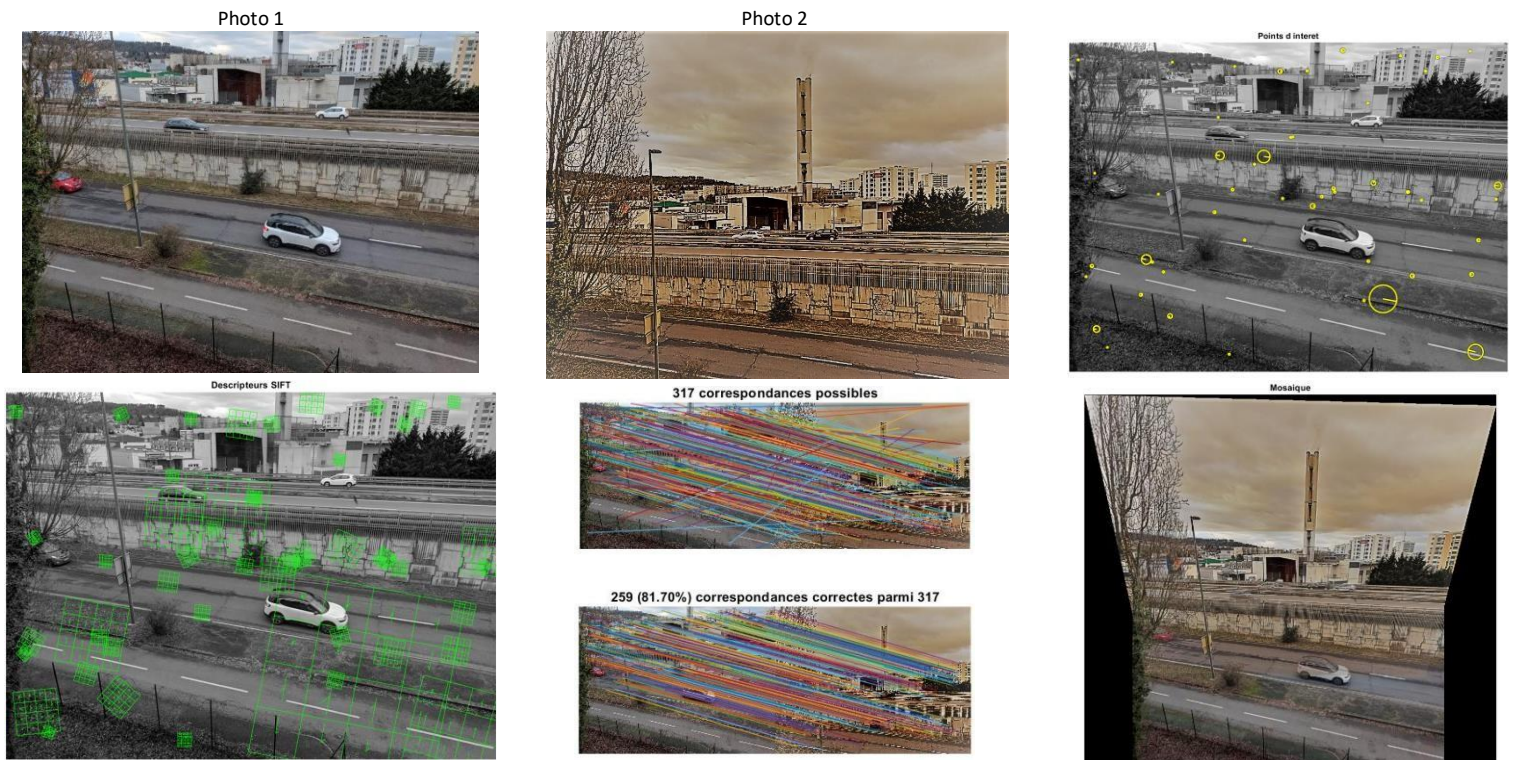 Photo 1
Photo 2
Points d interet
Descripteurs SIFT
317 correspondances possibles
259 (81.70%) correspondances correctes parmi 317
Mosaique